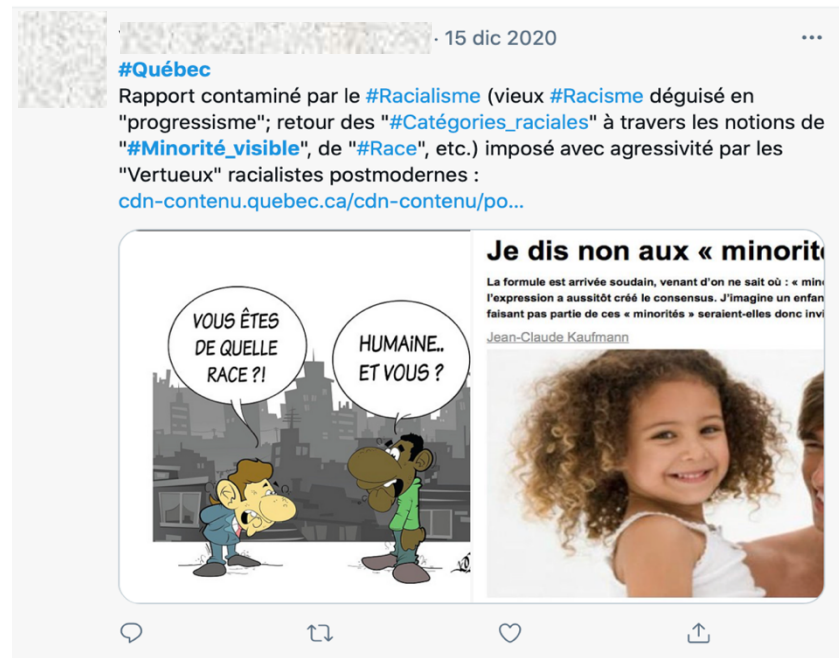 · 15 dic 2020
#Québec
Rapport contaminé par le #Racialisme (vieux #Racisme déguisé en
"progressisme"; retour des "#Catégories_raciales" à travers les notions de
"#Minorité_visible", de "#Race", etc.) imposé avec agressivité par les
"Vertueux" racialistes postmodernes :
cdn-contenu.quebec.ca/cdn-contenu/po...
VOUS ÊTES
DE QUELLE
RACE ?!
HUMAiNE..
ET VOUS ?
Je dis non aux « minorit
La formule est arrivée soudain, venant d'on ne sait où : « min
l'expression a aussitôt créé le consensus. J'imagine un enfan
faisant pas partie de ces « minorités » seraient-elles donc invi
Jean-Claude Kaufmann